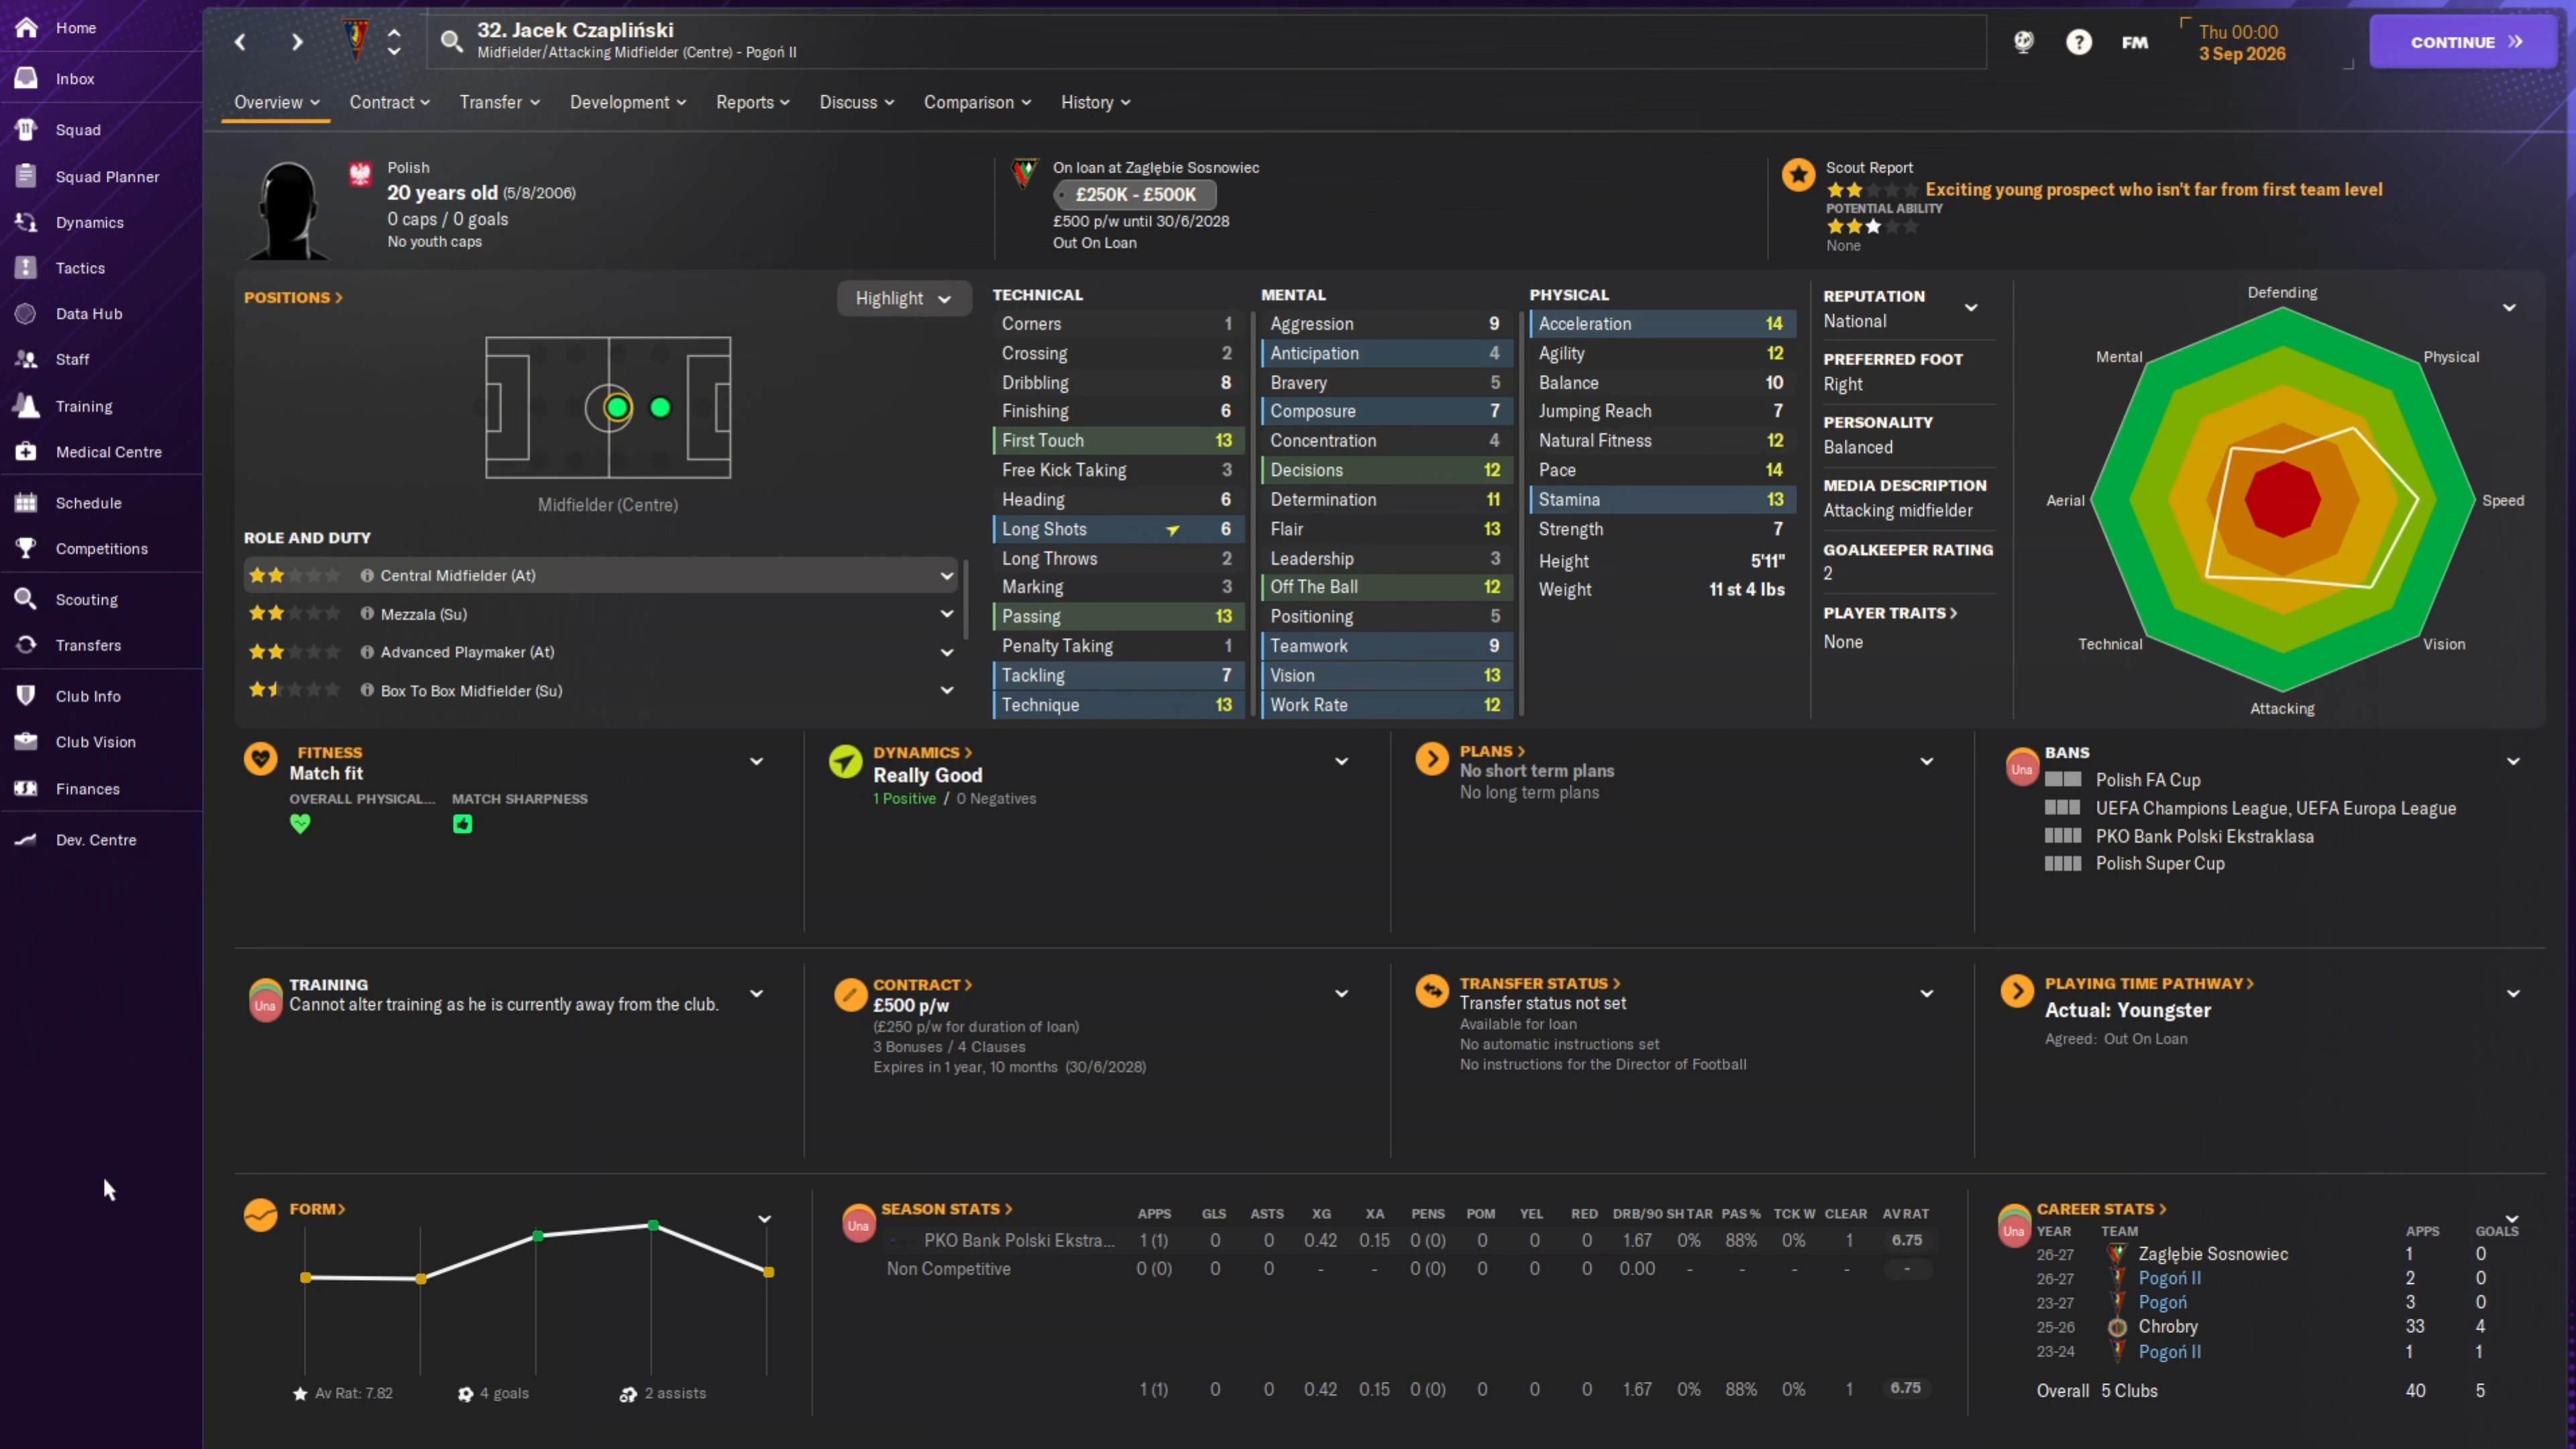 Home
Inbox
Squad
Squad Planner
Dynamics
Tactics
Data Hub
Staff
Training
Medical Centre
Schedule
Competitions
Scouting
Transfers
Club Info
Club Vision
Finances
Dev. Centre
32. Jacek Czapliński
Midfielder/Attacking Midfielder (Centre) - Pogoń II
?
FM
Thu 00:00
3 Sep 2026
CONTINUE
Overview
Contract
Transfer
Development
Reports
Discuss
Comparison
History
Polish
20 years old (5/8/2006)
0 caps / 0 goals
No youth caps
On loan at Zagłębie Sosnowiec
£250K - £500K
£500 p/w until 30/6/2028
Out On Loan
Scout Report
Exciting young prospect who isn't far from first team level
POTENTIAL ABILITY
None
POSITIONS >
Highlight
Midfielder (Centre)
ROLE AND DUTY
Central Midfielder (At)
Mezzala (Su)
Advanced Playmaker (At)
Box To Box Midfielder (Su)
TECHNICAL
Corners 1
Crossing 2
Dribbling 8
Finishing 6
First Touch 13
Free Kick Taking 3
Heading 6
Long Shots 6
Long Throws 2
Marking 3
Passing 13
Penalty Taking 1
Tackling 7
Technique 13
MENTAL
Aggression 9
Anticipation 4
Bravery 5
Composure 7
Concentration 4
Decisions 12
Determination 11
Flair 13
Leadership 3
Off The Ball 12
Positioning 5
Teamwork 9
Vision 13
Work Rate 12
PHYSICAL
Acceleration 14
Agility 12
Balance 10
Jumping Reach 7
Natural Fitness 12
Pace 14
Stamina 13
Strength 7
Height 5'11"
Weight 11 st 4 lbs
REPUTATION
National
PREFERRED FOOT
Right
PERSONALITY
Balanced
MEDIA DESCRIPTION
Attacking midfielder
GOALKEEPER RATING
2
PLAYER TRAITS >
None
Defending
Physical
Speed
Vision
Attacking
Technical
Aerial
Mental
FITNESS
Match fit
OVERALL PHYSICAL... MATCH SHARPNESS
DYNAMICS >
Really Good
1 Positive / 0 Negatives
PLANS >
No short term plans
No long term plans
Una
BANS
Polish FA Cup
UEFA Champions League, UEFA Europa League
PKO Bank Polski Ekstraklasa
Polish Super Cup
Una
TRAINING
Cannot alter training as he is currently away from the club.
CONTRACT >
£500 p/w
(£250 p/w for duration of loan)
3 Bonuses / 4 Clauses
Expires in 1 year, 10 months (30/6/2028)
TRANSFER STATUS >
Transfer status not set
Available for loan
No automatic instructions set
No instructions for the Director of Football
PLAYING TIME PATHWAY >
Actual: Youngster
Agreed: Out On Loan
FORM >
Av Rat: 7.82 4 goals 2 assists
Una
SEASON STATS >
APPS GLS ASTS XG XA PENS POM YEL RED DRB/90 SH TAR PAS % TCK W CLEAR AV RAT
PKO Bank Polski Ekstra... 1 (1) 0 0 0.42 0.15 0 (0) 0 0 0 1.67 0% 88% 0% 1 6.75
Non Competitive 0 (0) 0 0 - - 0 (0) 0 0 0 0.00 - - - - -
1 (1) 0 0 0.42 0.15 0 (0) 0 0 0 1.67 0% 88% 0% 1 6.75
Una
CAREER STATS >
YEAR TEAM APPS GOALS
26-27 Zagłębie Sosnowiec 1 0
26-27 Pogoń II 2 0
23-27 Pogoń 3 0
25-26 Chrobry 33 4
23-24 Pogoń II 1 1
Overall 5 Clubs 40 5